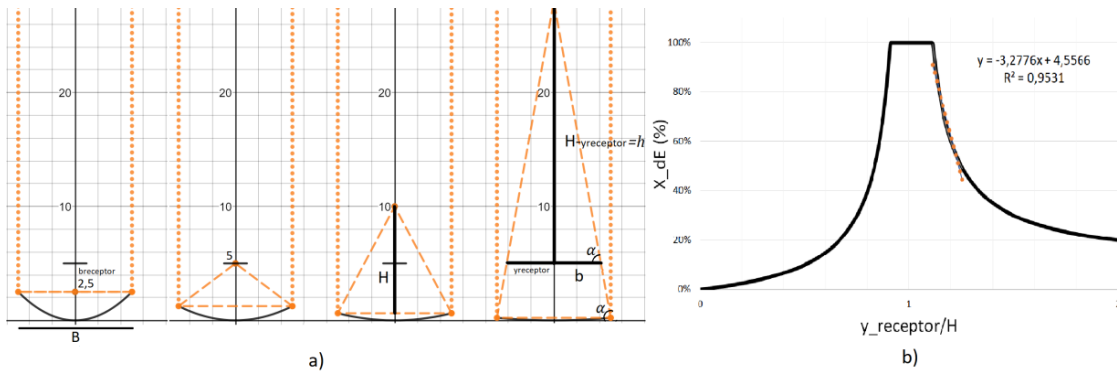 20
20
20
20
H-yreceptor=h
10
10
10
10
breceptor
2,5
5
H
α
yreceptor
b
α
B
a)
100%
80%
60%
40%
20%
0%
X_dE (%)
y = -3,2776x + 4,5566
R² = 0,9531
0
1
y_receptor/H
b)